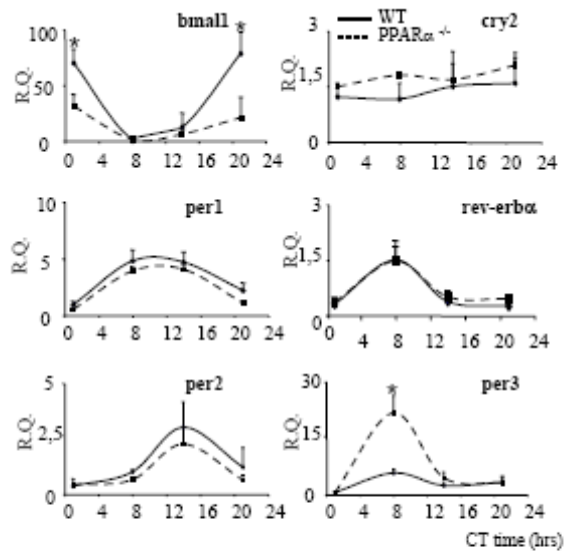 bmal1
WT
PPARα -/-
cry2
100
50
0
R.Q.
*
*
0 4 8 12 16 20 24
3
1,5
0
R.Q.
0 4 8 12 16 20 24
per1
10
5
0
R.Q.
0 4 8 12 16 20 24
rev-erbα
3
1,5
0
R.Q.
0 4 8 12 16 20 24
per2
5
2,5
0
R.Q.
0 4 8 12 16 20 24
per3
30
15
0
R.Q.
*
0 4 8 12 16 20 24
CT time (hrs)